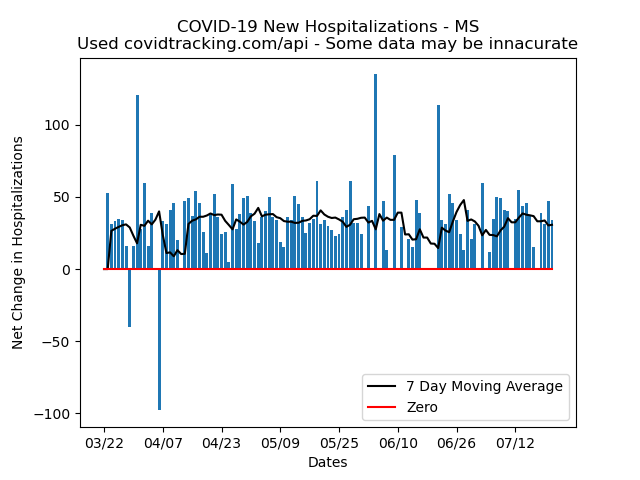 COVID-19 New Hospitalizations - MS
Used covidtracking.com/api - Some data may be innacurate
Net Change in Hospitalizations
100
50
0
−50
−100
7 Day Moving Average
Zero
03/22 04/07 04/23 05/09 05/25 06/10 06/26 07/12
Dates